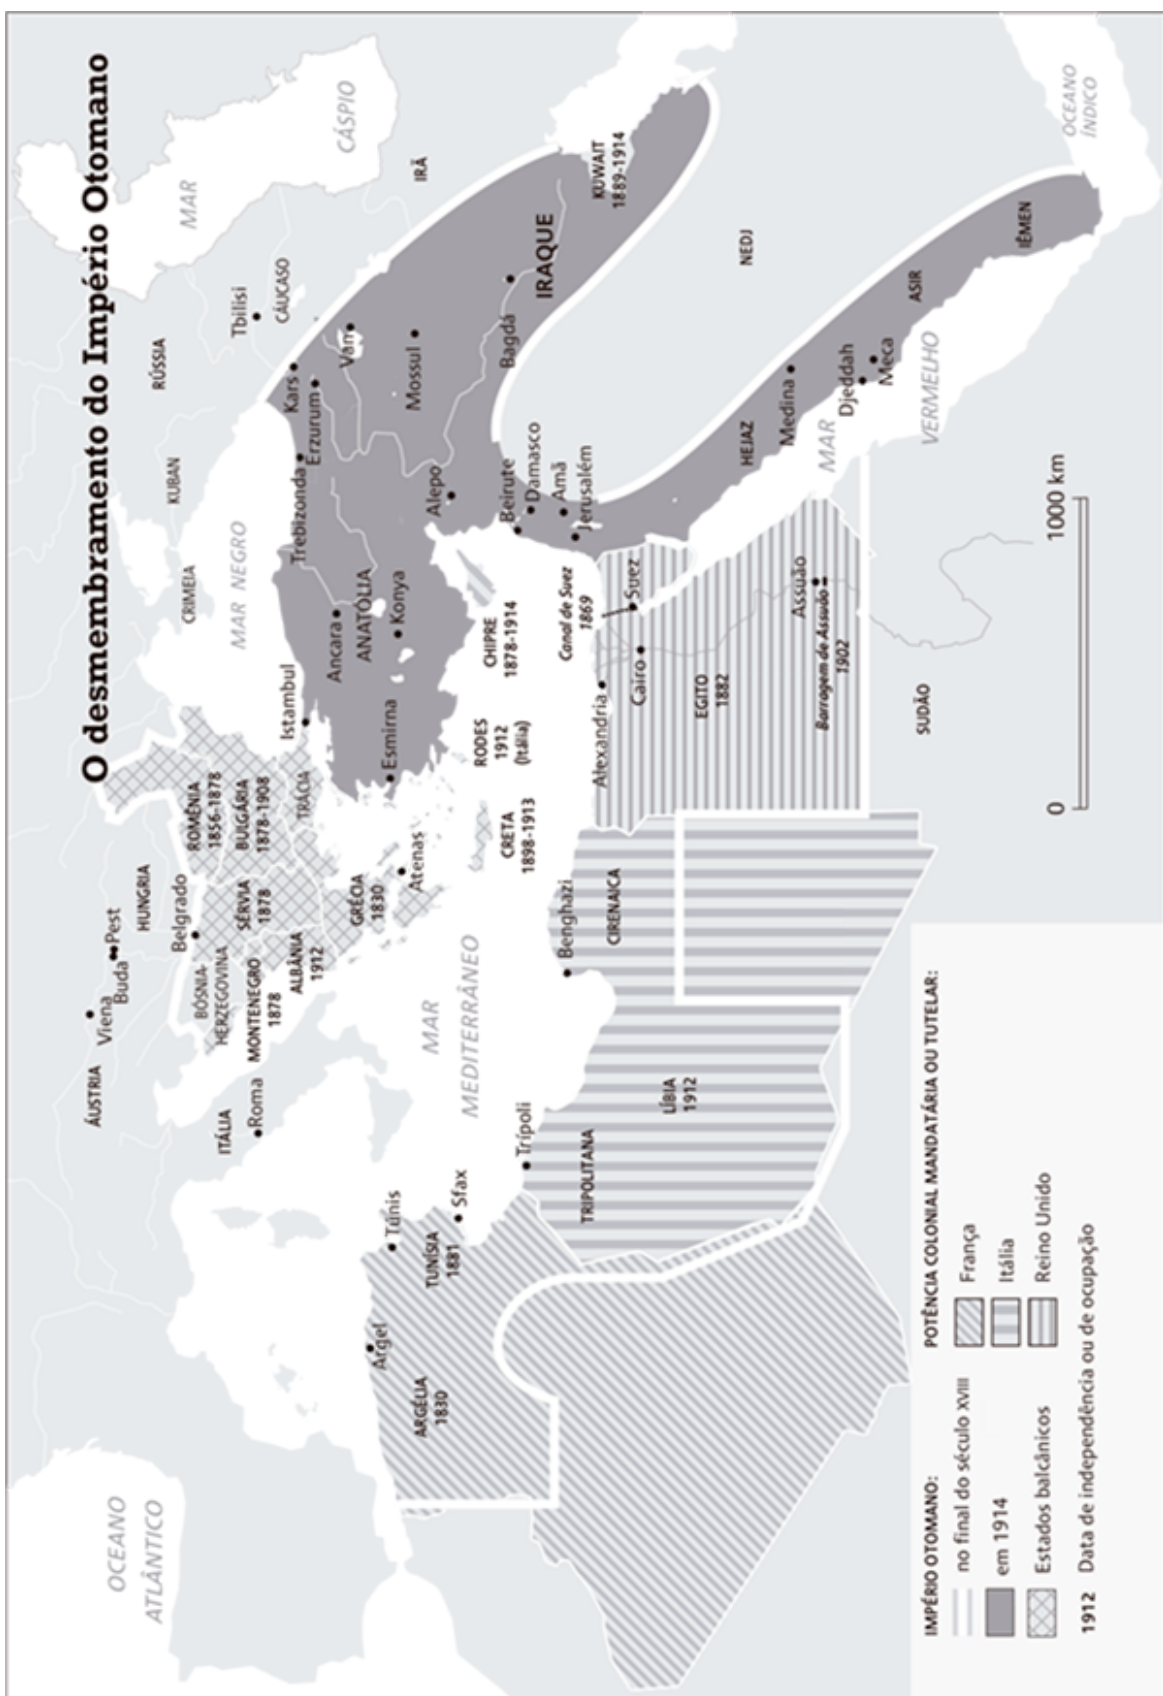 O desmembramento do Império Otomano
OCEANO
ATLÂNTICO
ÁUSTRIA
Viena
Buda
Pest
HUNGRIA
ITÁLIA
Roma
BÓSNIA-
HERZEGOVINA
MONTENEGRO
1878
Belgrado
SÉRVIA
1878
ALBÂNIA
1912
ROMÊNIA
1856-1878
BULGÁRIA
1878-1908
TRÁCIA
GRÉCIA
1830
Atenas
Istambul
CRIMEIA
KUBAN
RÚSSIA
MAR NEGRO
Tbilisi
CÁUCASO
MAR
CÁSPIO
IRÃ
Kars
Erzurum
Trebizonda
Van
Ancara
ANATÓLIA
Konya
Esmirna
Mossul
Alepo
Bagdá
IRAQUE
KUWAIT
1889-1914
Beirute
Damasco
Amã
Jerusalém
CHIPRE
1878-1914
RODES
1912
(Itália)
CRETA
1898-1913
MAR
MEDITERRÂNEO
Argel
ARGÉLIA
1830
Túnis
TUNÍSIA
1881
Sfax
Trípoli
TRIPOLITANA
LÍBIA
1912
Benghazi
CIRENAICA
Alexandria
Cairo
Canal de Suez
1869
Suez
EGITO
1882
Assuão
Barragem de Assuão
1902
SUDÃO
NEDJ
HEJAZ
Medina
Djeddah
Meca
ASIR
IÊMEN
MAR
VERMELHO
OCEANO
ÍNDICO
0 1000 km
IMPÉRIO OTOMANO:
no final do século XVIII
em 1914
Estados balcânicos
1912 Data de independência ou de ocupação
POTÊNCIA COLONIAL MANDATÁRIA OU TUTELAR:
França
Itália
Reino Unido